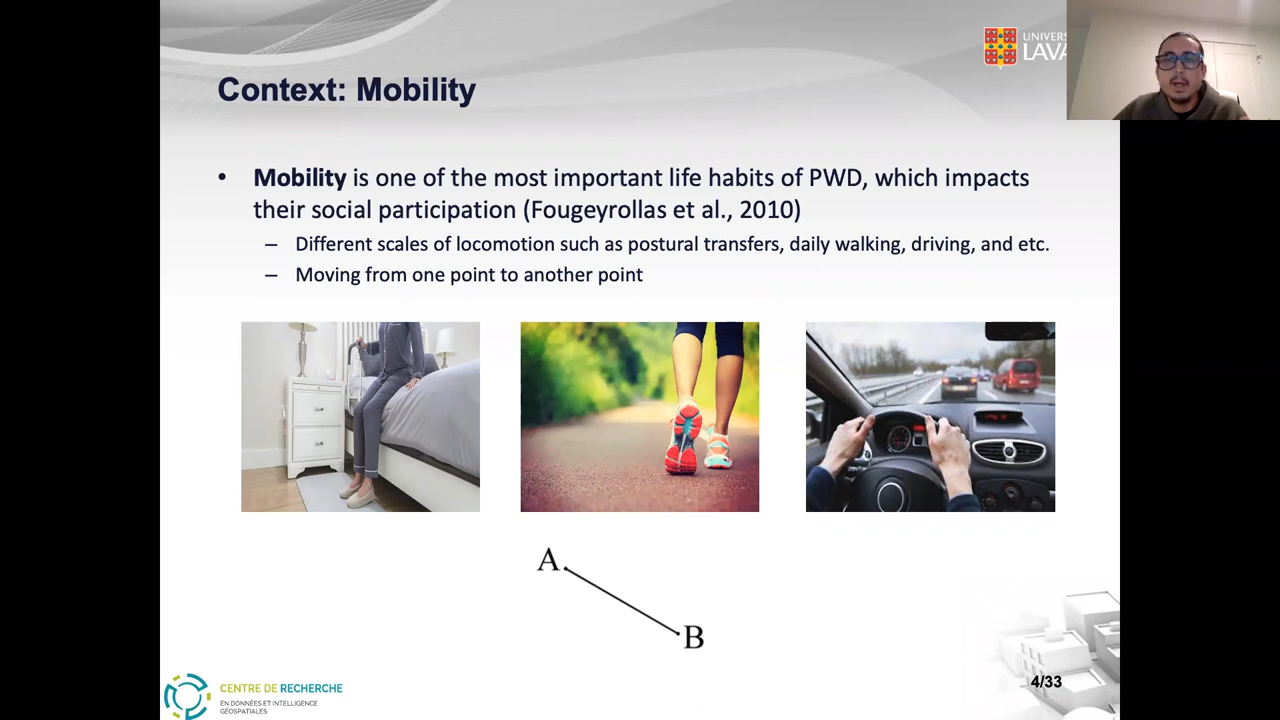 UNIVERS
LAVA
Context: Mobility
• Mobility is one of the most important life habits of PWD, which impacts
their social participation (Fougeyrollas et al., 2010)
– Different scales of locomotion such as postural transfers, daily walking, driving, and etc.
– Moving from one point to another point
A
B
CENTRE DE RECHERCHE
EN DONNÉES ET INTELLIGENCE
GÉOSPATIALES
4/33